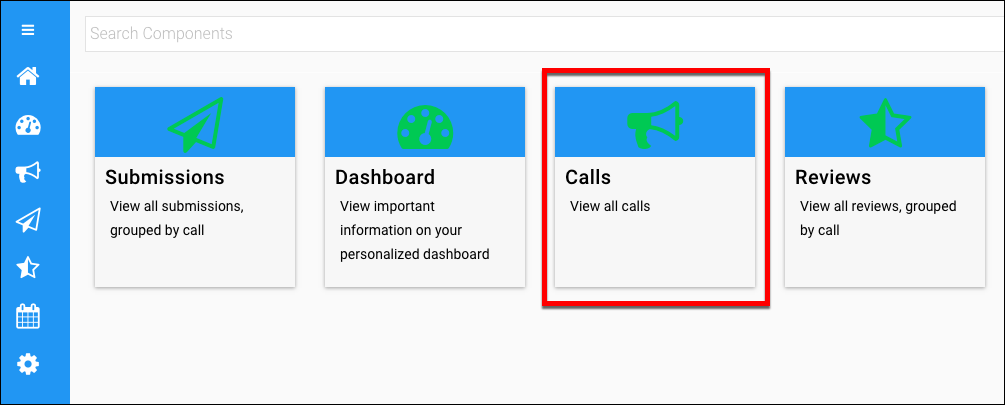 Search Components
Submissions
View all submissions,
grouped by call
Dashboard
View important
information on your
personalized dashboard
Calls
View all calls
Reviews
View all reviews, grouped
by call